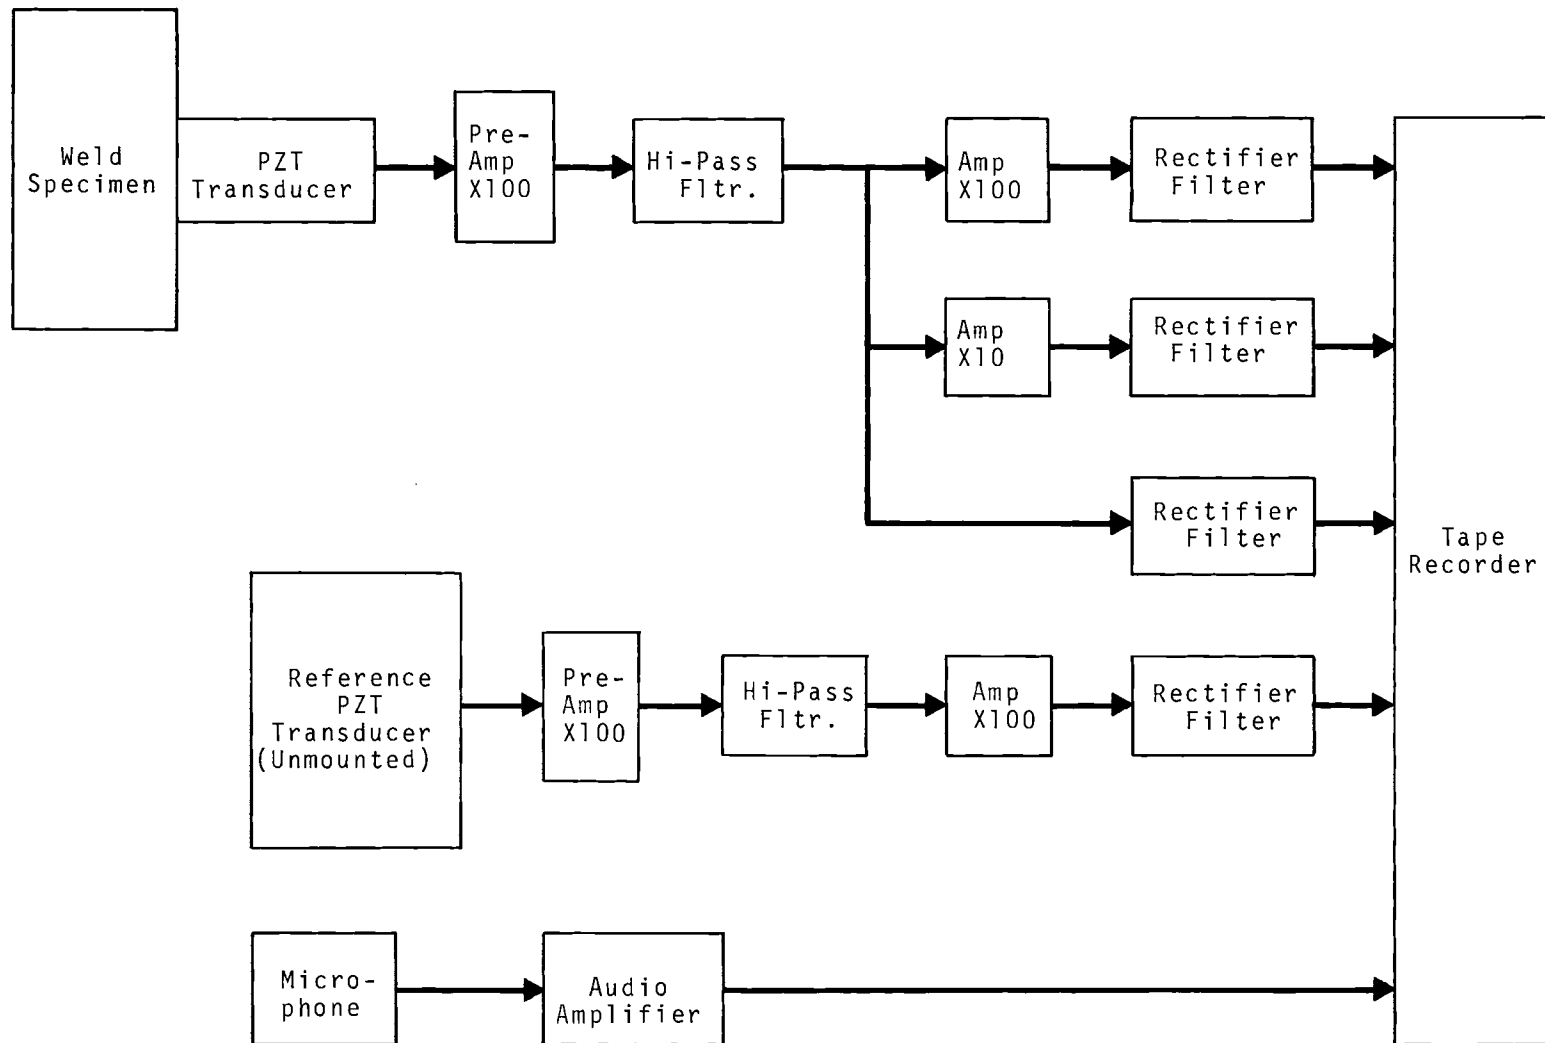 Weld
Specimen
PZT
Transducer
Pre-
Amp
X100
Hi-Pass
Fltr.
Amp
X100
Rectifier
Filter
Amp
X10
Rectifier
Filter
Rectifier
Filter
Tape
Recorder
Reference
PZT
Transducer
(Unmounted)
Pre-
Amp
X100
Hi-Pass
Fltr.
Amp
X100
Rectifier
Filter
Micro-
phone
Audio
Amplifier